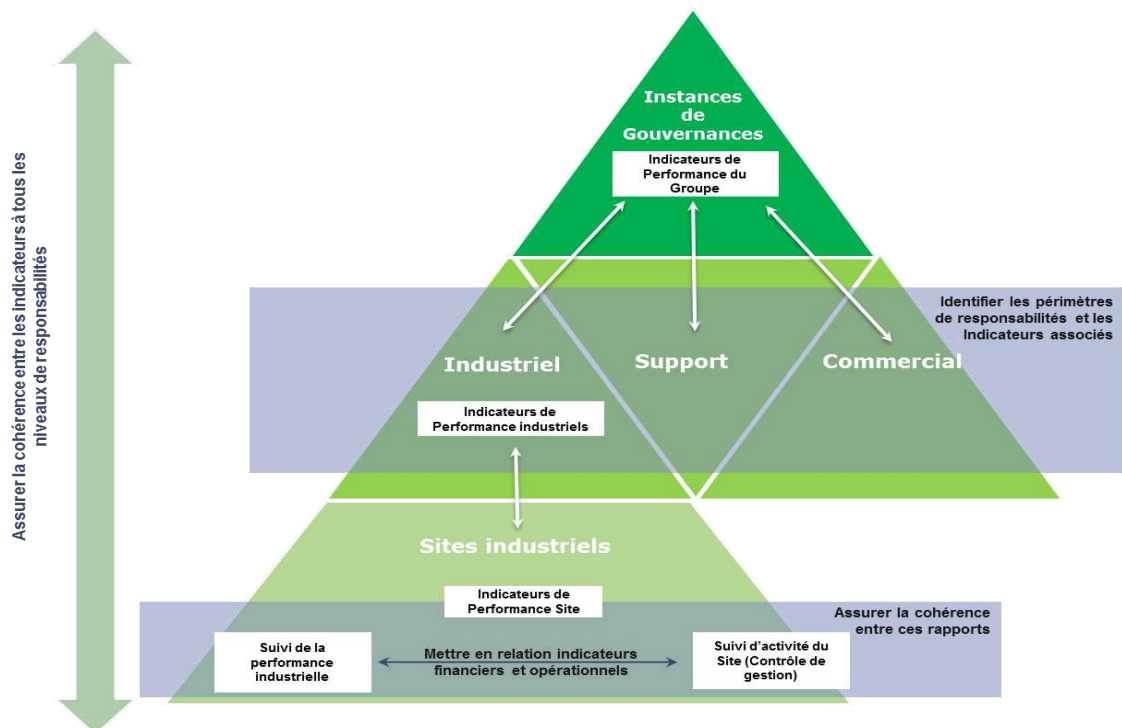 Assurer la cohérence entre les indicateurs à tous les
niveaux de responsabilités
Instances
de
Gouvernances
Indicateurs de
Performance du
Groupe
Identifier les périmètres
de responsabilités et les
Indicateurs associés
Industriel
Support
Commercial
Indicateurs de
Performance industriels
Sites industriels
Indicateurs de
Performance Site
Assurer la cohérence
entre ces rapports
Suivi de la
performance
industrielle
Mettre en relation indicateurs
financiers et opérationnels
Suivi d'activité du
Site (Contrôle de
gestion)